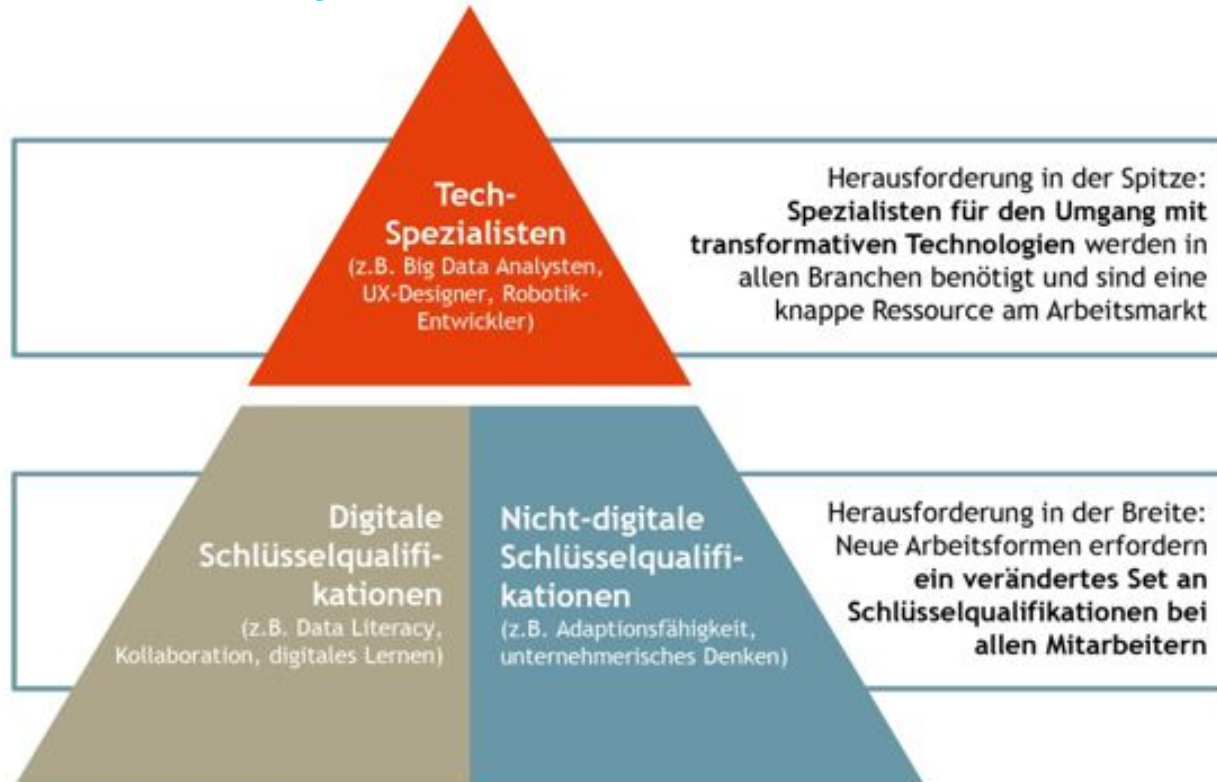 Tech-
Spezialisten
(z.B. Big Data Analysten,
UX-Designer, Robotik-
Entwickler)
Herausforderung in der Spitze:
Spezialisten für den Umgang mit
transformativen Technologien werden in
allen Branchen benötigt und sind eine
knappe Ressource am Arbeitsmarkt
Digitale
Schlüsselqualifi-
kationen
(z.B. Data Literacy,
Kollaboration, digitales Lernen)
Nicht-digitale
Schlüsselqualifi-
kationen
(z.B. Adaptionsfähigkeit,
unternehmerisches Denken)
Herausforderung in der Breite:
Neue Arbeitsformen erfordern
ein verändertes Set an
Schlüsselqualifikationen bei
allen Mitarbeitern